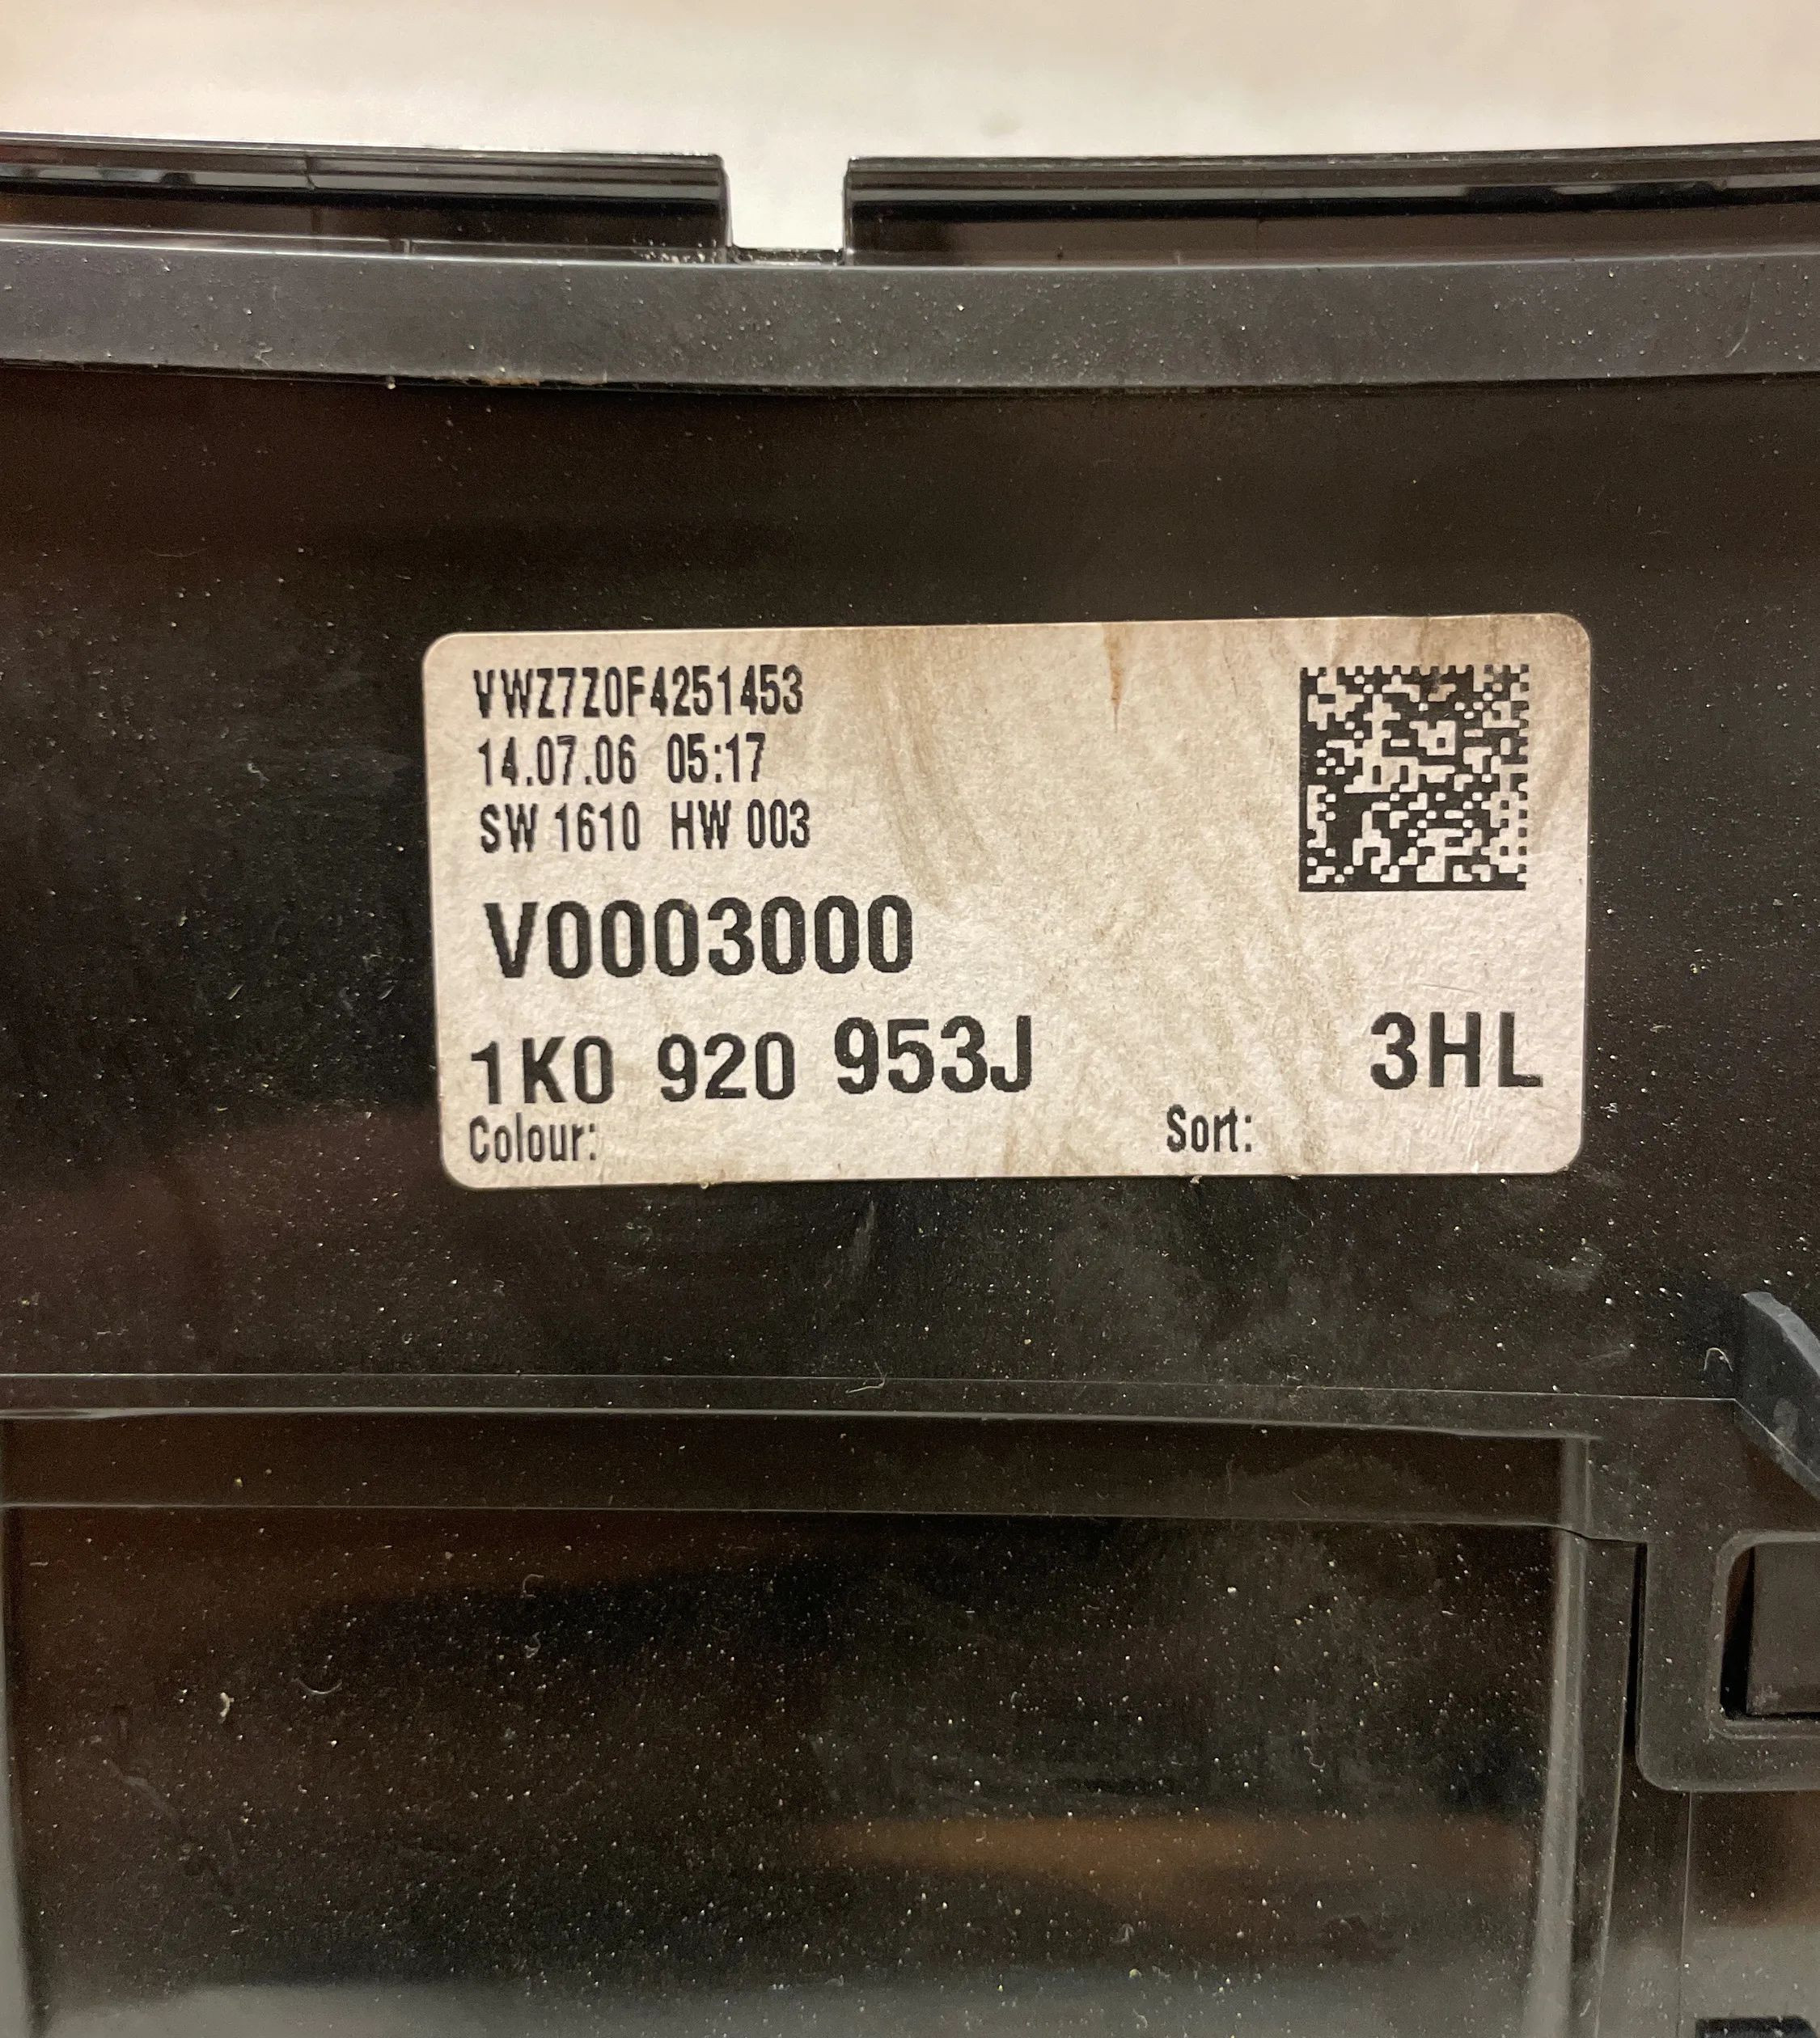 VWZ7Z0F4251453
14.07.06 05:17
SW 1610 HW 003
V0003000
1K0 920 953J 3HL
Colour: Sort: